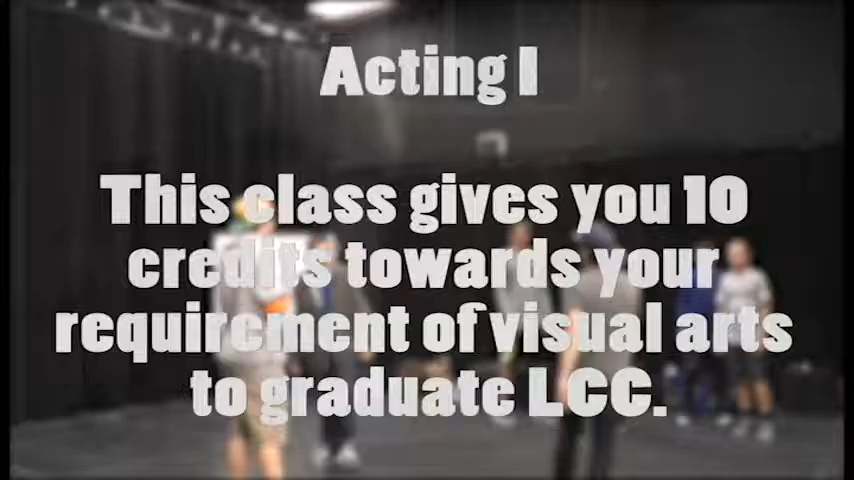 Acting I
This class gives you 10
credits towards your
requirement of visual arts
to graduate LCC.